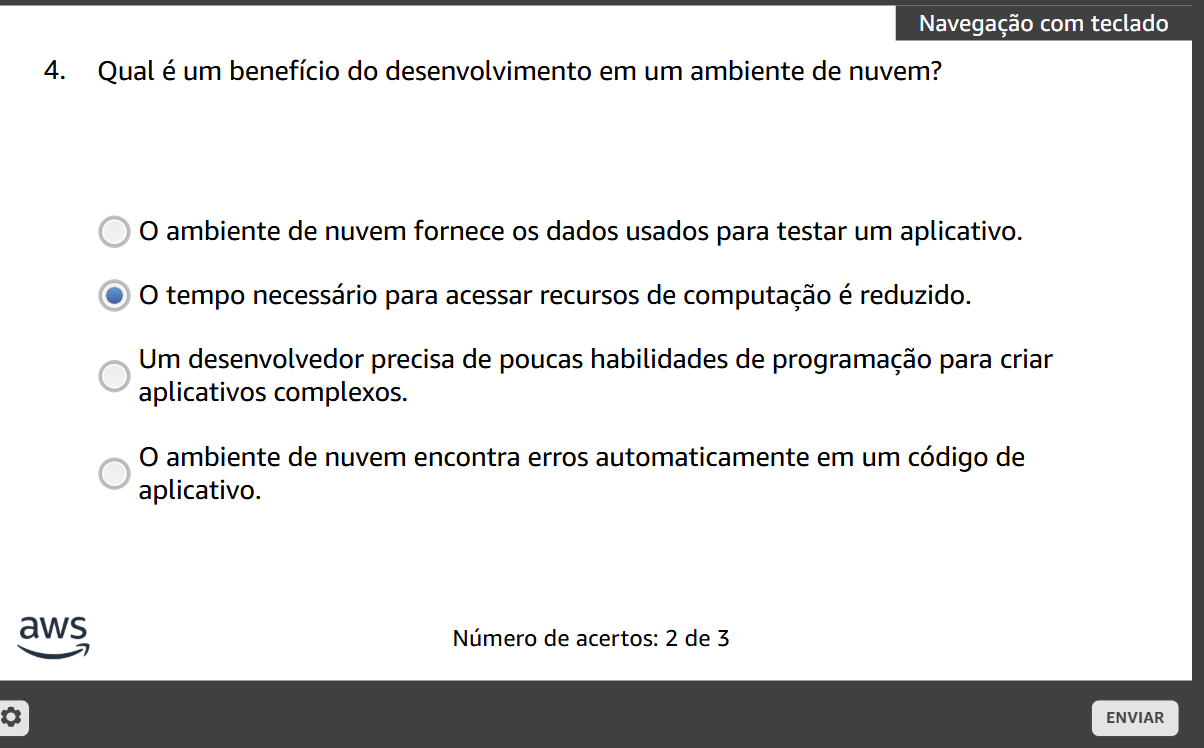 Navegação com teclado
4. Qual é um benefício do desenvolvimento em um ambiente de nuvem?
O ambiente de nuvem fornece os dados usados para testar um aplicativo.
O tempo necessário para acessar recursos de computação é reduzido.
Um desenvolvedor precisa de poucas habilidades de programação para criar
aplicativos complexos.
O ambiente de nuvem encontra erros automaticamente em um código de
aplicativo.
aws
Número de acertos: 2 de 3
ENVIAR